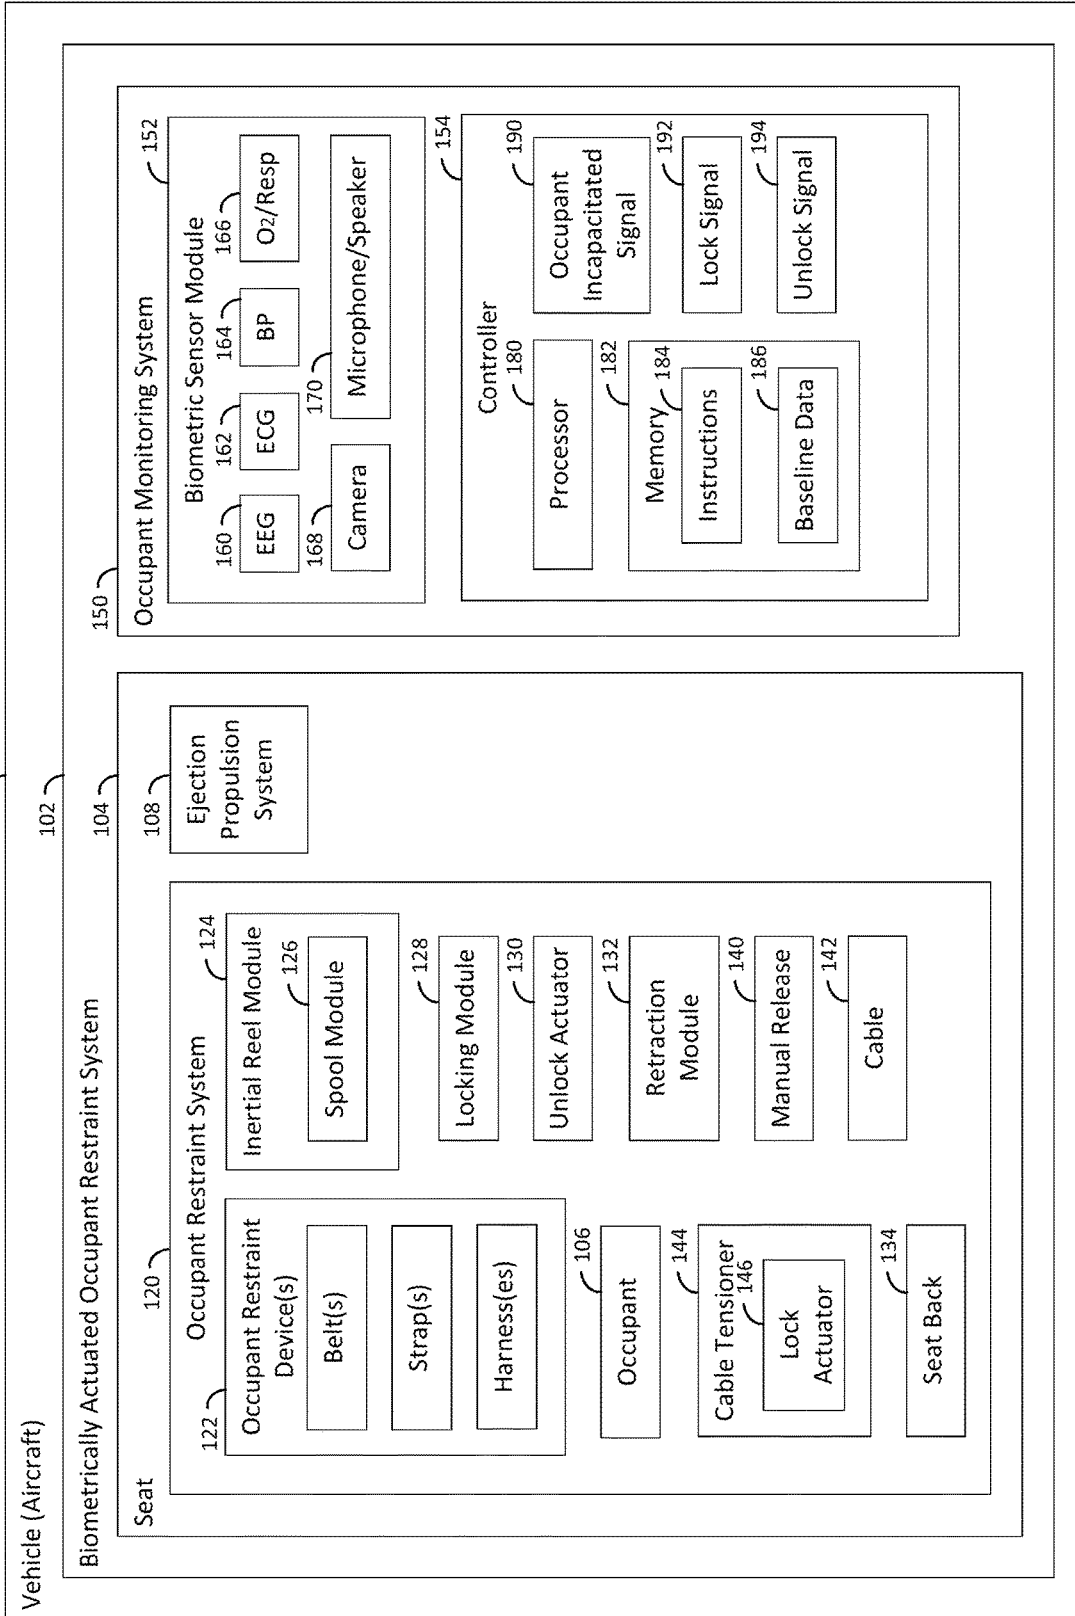 Vehicle (Aircraft)
102
Biometrically Actuated Occupant Restraint System
104
Seat
120
Occupant Restraint System
122
Occupant Restraint
Device(s)
Belt(s)
Strap(s)
Harness(es)
106
Occupant
144
Cable Tensioner
146
Lock
Actuator
134
Seat Back
124
Inertial Reel Module
126
Spool Module
128
Locking Module
130
Unlock Actuator
132
Retraction
Module
140
Manual Release
142
Cable
108
Ejection
Propulsion
System
150
Occupant Monitoring System
152
Biometric Sensor Module
160
EEG
162
ECG
164
BP
166
O2/Resp
168
Camera
170
Microphone/Speaker
154
Controller
180
Processor
182
Memory
184
Instructions
186
Baseline Data
190
Occupant
Incapacitated
Signal
192
Lock Signal
194
Unlock Signal